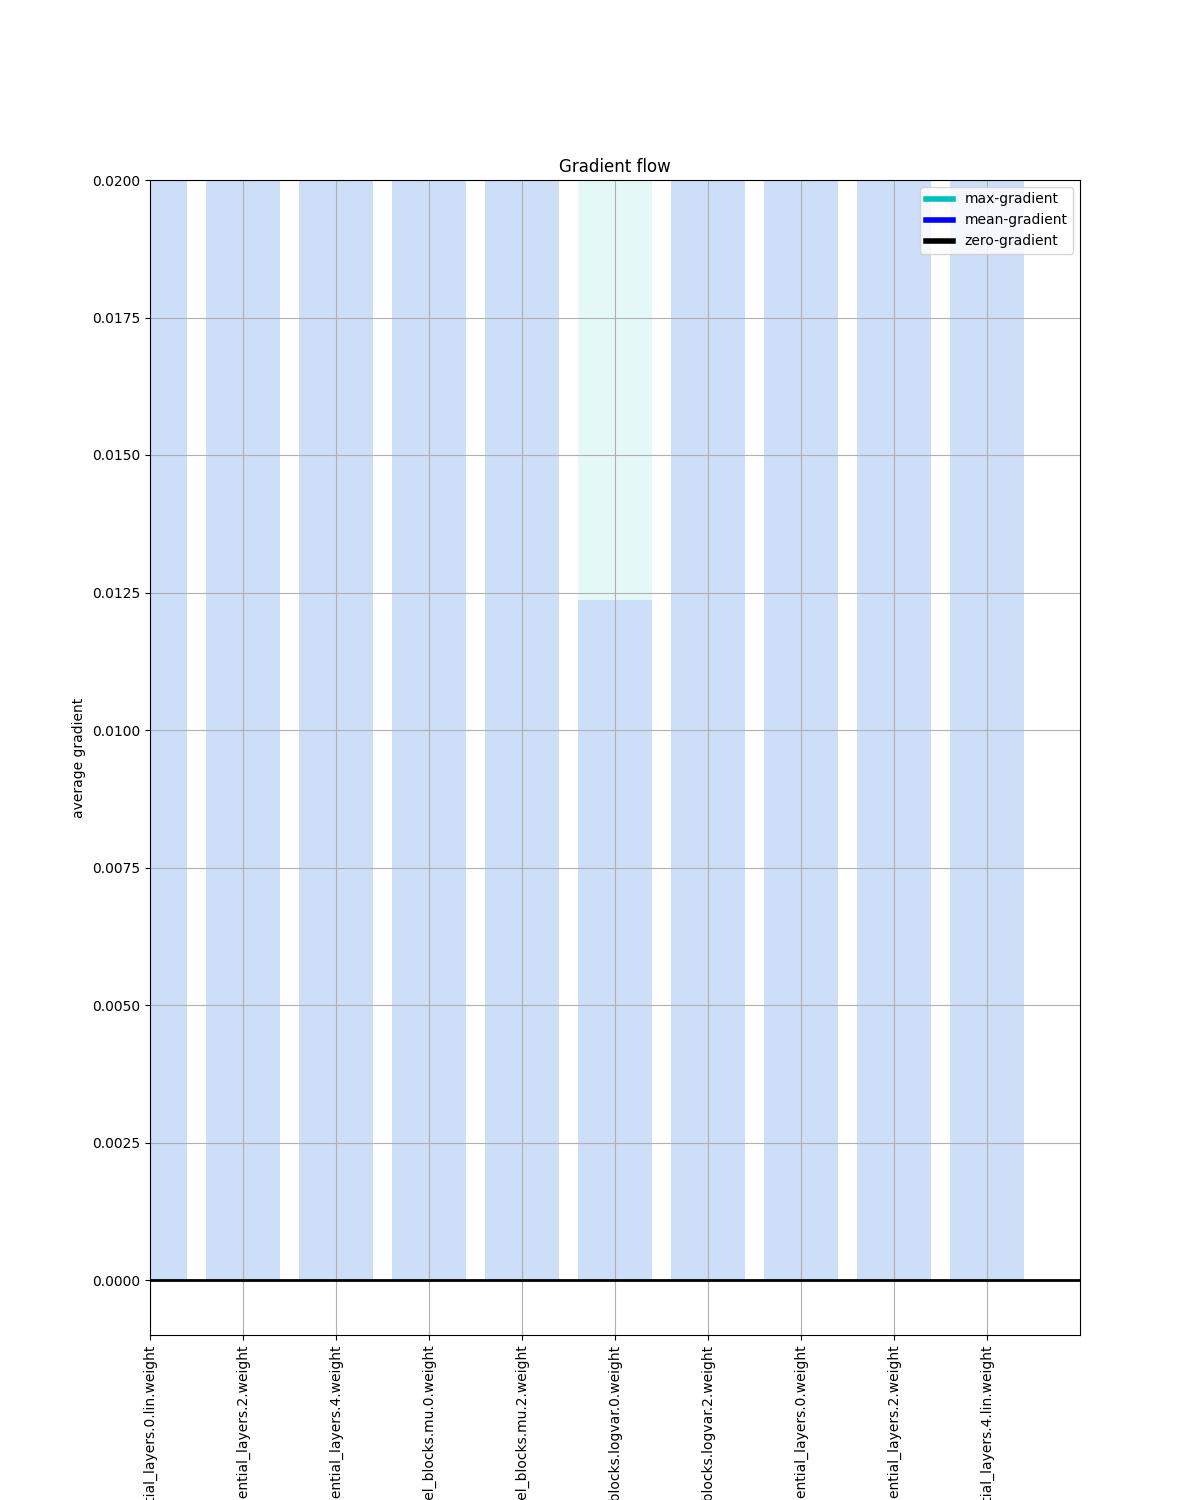 Gradient flow
max-gradient
mean-gradient
zero-gradient
0.0200
0.0175
0.0150
0.0125
0.0100
0.0075
0.0050
0.0025
0.0000
average gradient
tial_layers.0.lin.weight
ential_layers.2.weight
ential_layers.4.weight
el_blocks.mu.0.weight
el_blocks.mu.2.weight
blocks.logvar.0.weight
blocks.logvar.2.weight
ential_layers.0.weight
ential_layers.2.weight
tial_layers.4.lin.weight